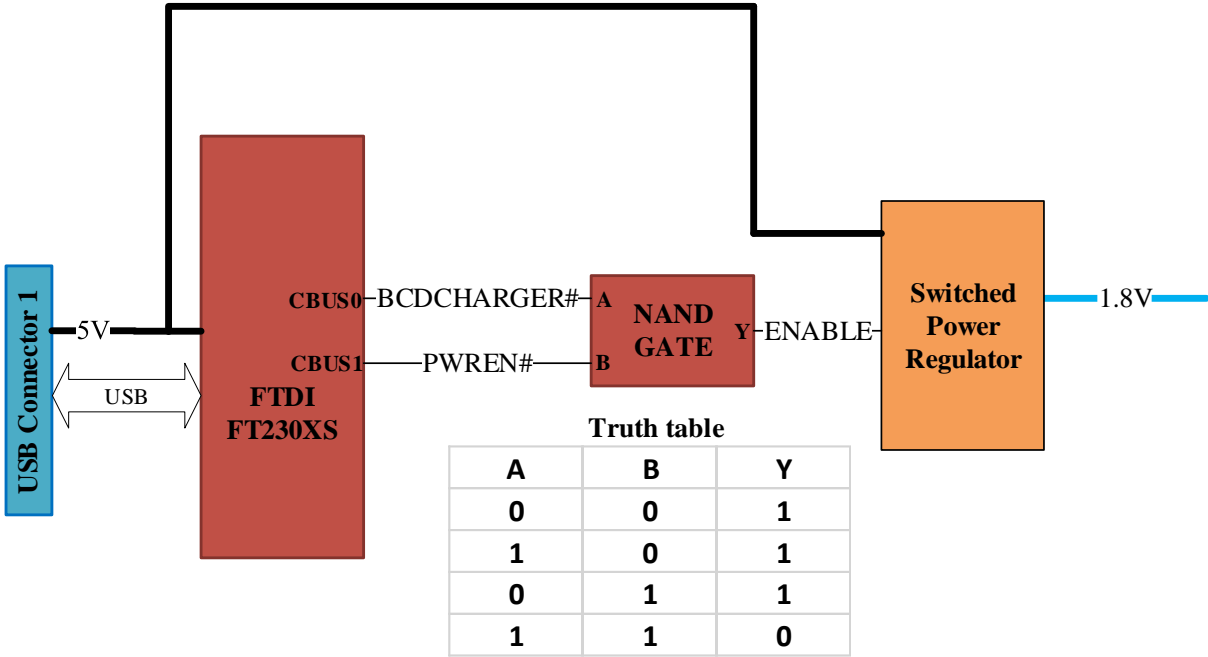 USB Connector 1
5V
USB
CBUS0
CBUS1
FTDI
FT230XS
BCDCHARGER#
PWREN#
A
B
NAND
GATE
Y
ENABLE
Switched
Power
Regulator
1.8V
Truth table
A B Y
0 0 1
1 0 1
0 1 1
1 1 0